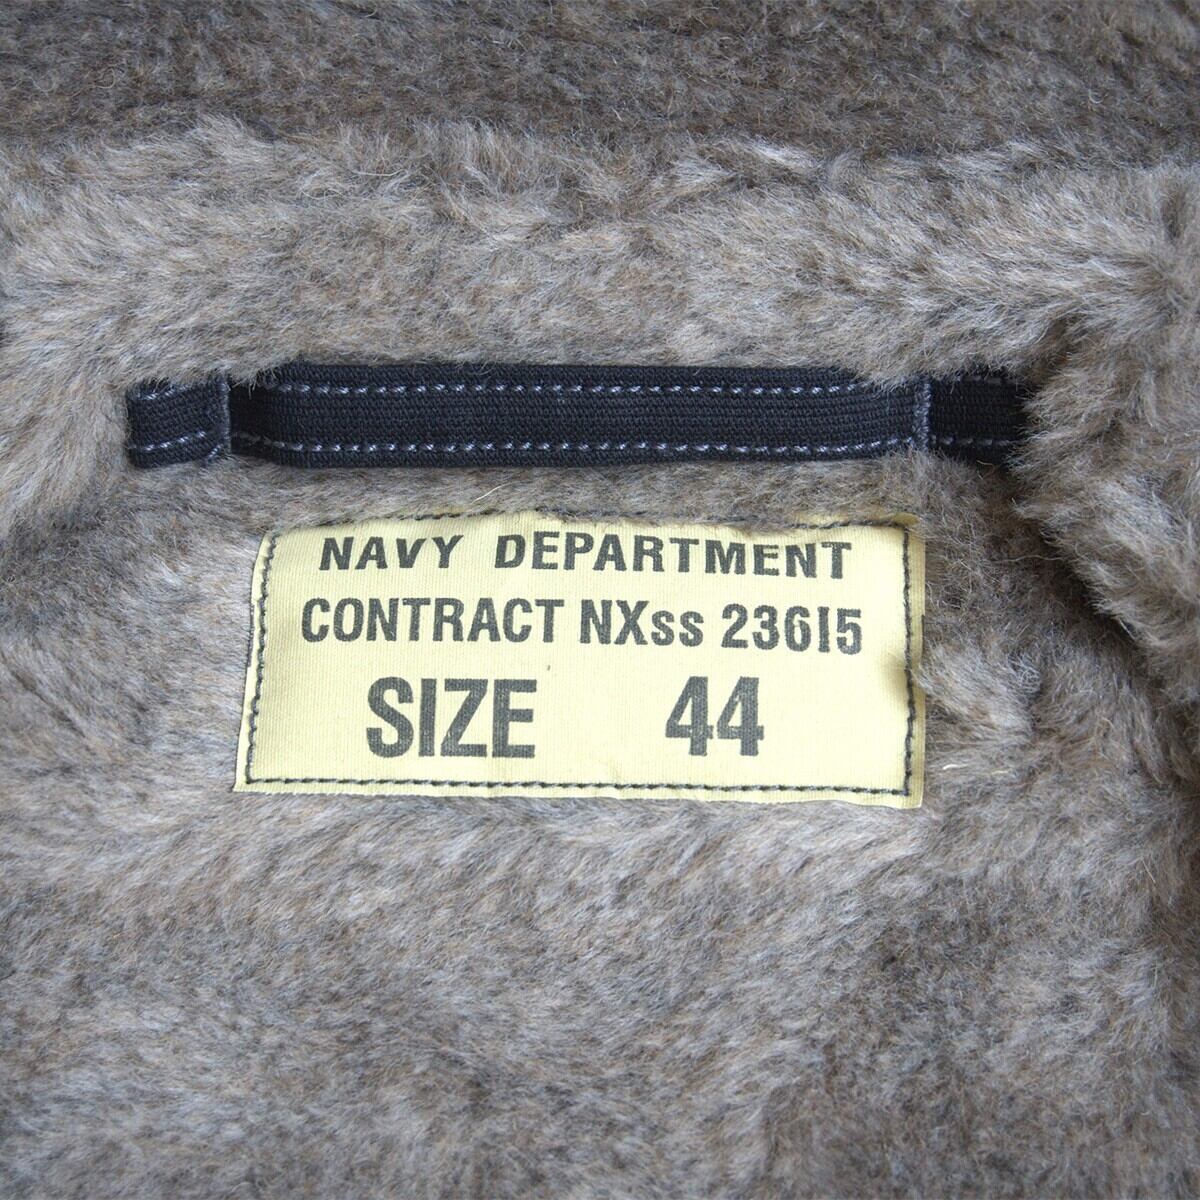 NAVY DEPARTMENT
CONTRACT NXss 23615
SIZE 44